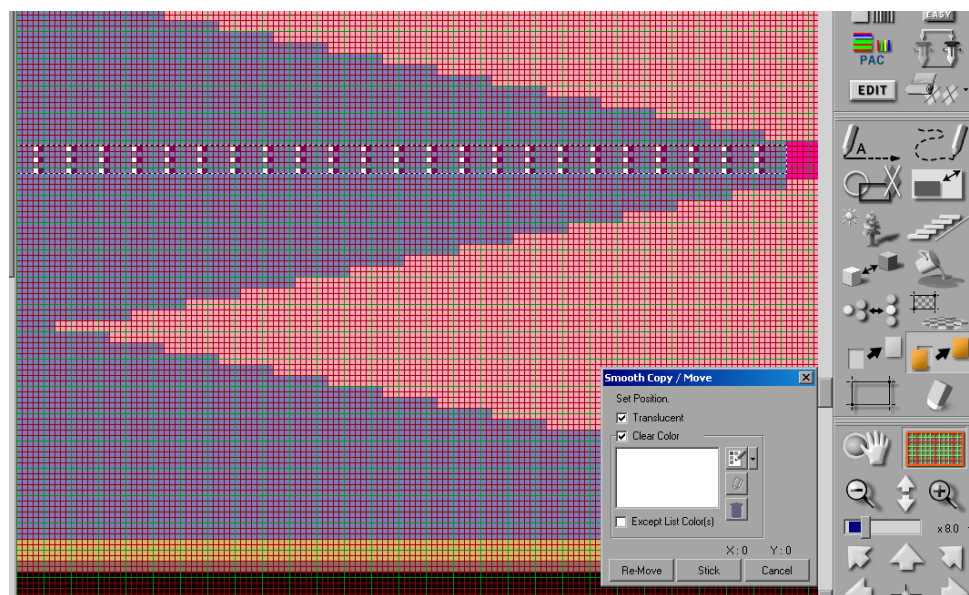 EASY
PAC
EDIT
A
Smooth Copy / Move
Set Position.
Translucent
Clear Color
Except List Color(s)
X : 0 Y : 0
Re-Move Stick Cancel
x 8.0